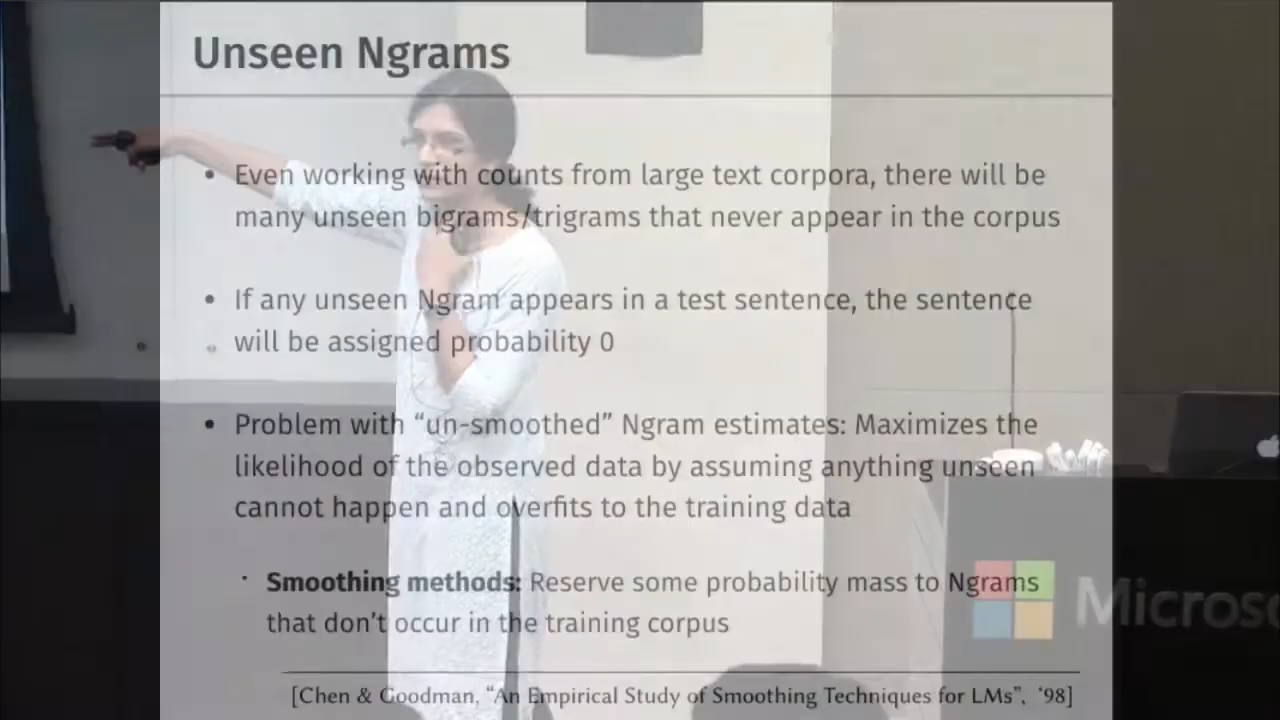 Unseen Ngrams
• Even working with counts from large text corpora, there will be
many unseen bigrams/trigrams that never appear in the corpus
• If any unseen Ngram appears in a test sentence, the sentence
will be assigned probability 0
• Problem with “un-smoothed” Ngram estimates: Maximizes the
likelihood of the observed data by assuming anything unseen
cannot happen and overfits to the training data
· Smoothing methods: Reserve some probability mass to Ngrams
that don’t occur in the training corpus
[Chen & Goodman, “An Empirical Study of Smoothing Techniques for LMs”, ‘98]